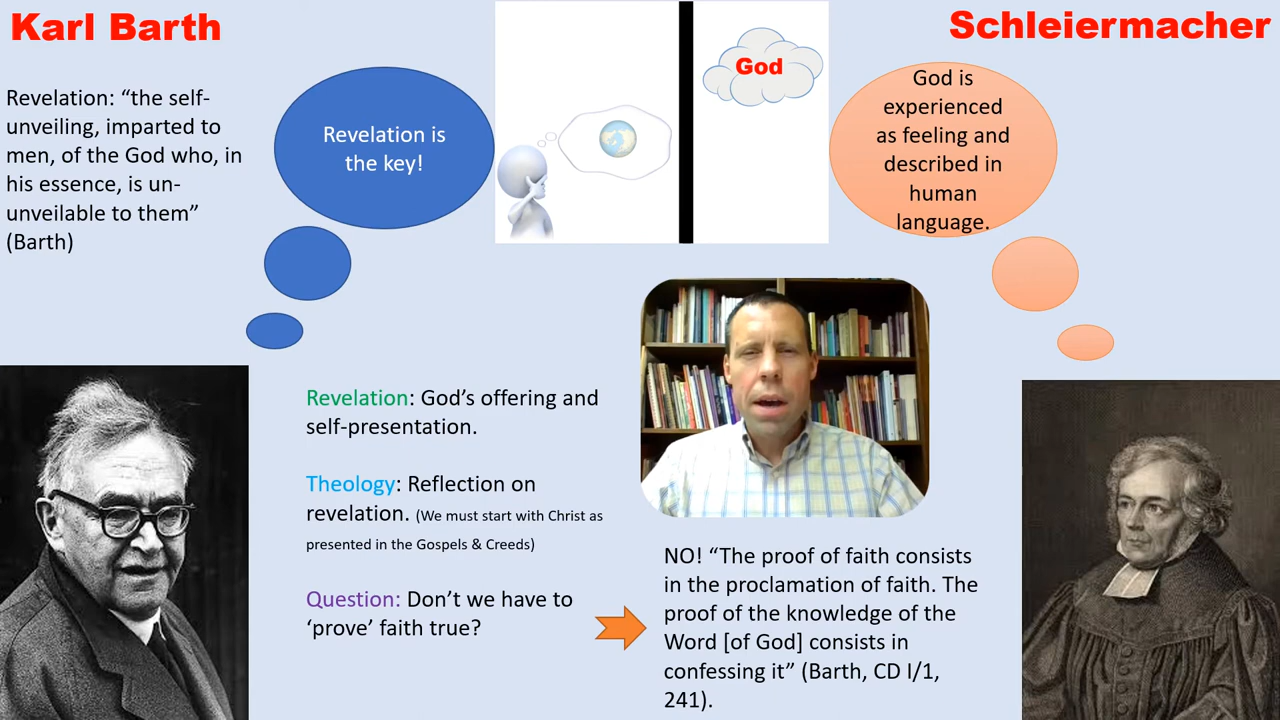 Karl Barth
Schleiermacher
Revelation: “the self-
unveiling, imparted to
men, of the God who, in
his essence, is un-
unveilable to them”
(Barth)
Revelation is
the key!
God
God is
experienced
as feeling and
described in
human
language.
Revelation: God’s offering and
self-presentation.
Theology: Reflection on
revelation. (We must start with Christ as
presented in the Gospels & Creeds)
Question: Don’t we have to
‘prove’ faith true?
NO! “The proof of faith consists
in the proclamation of faith. The
proof of the knowledge of the
Word [of God] consists in
confessing it” (Barth, CD I/1,
241).